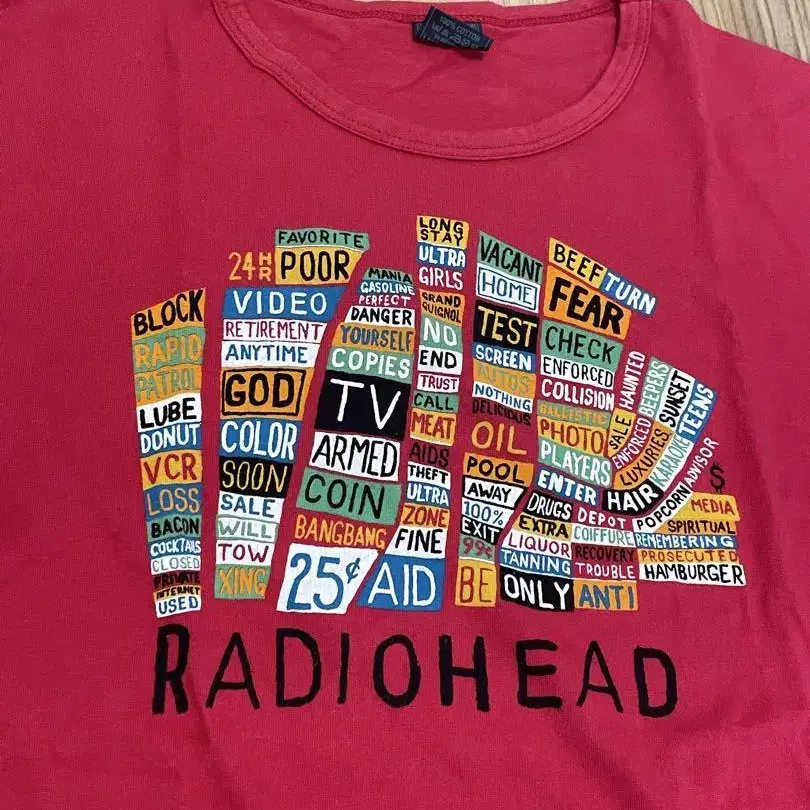 100% COTTON
BLOCK
RAPID
PATROL
LUBE
DONUT
VCR
LOSS
BACON
COCKTAILS
CLOSED
PRIVATE
INTERNET
USED
FAVORITE
24HR POOR
VIDEO
RETIREMENT
ANYTIME
GOD
COLOR
SOON
SALE
WILL
TOW
XING
MANIA
GASOLINE
PERFECT
DANGER
YOURSELF
COPIES
TV
ARMED
COIN
BANGBANG
25¢
LONG
STAY
ULTRA
GIRLS
GRAND
GUIGNOL
NO
END
TRUST
CALL
MEAT
AIDS
THEFT
ULTRA
ZONE
FINE
AID
VACANT
HOME
TEST
SCREEN
AUTOS
NOTHING
DELICIOUS
OIL
POOL
AWAY
100%
EXIT
99¢
BE
BEEF TURN
FEAR
CHECK
ENFORCED
COLLISION
BALLISTIC
PHOTO
PLAYERS
ENTER
SALE HAUNTED
ENFORCED BEEPERS
LUXURIES SUNSET
KARAOKE TEENS
HAIR
POPCORN ADVISOR
$
DRUGS DEPOT MEDIA
EXTRA COIFFURE SPIRITUAL
LIQUOR RECOVERY REMEMBERING
TANNING TROUBLE PROSECUTED
ONLY ANTI HAMBURGER
RADIOHEAD